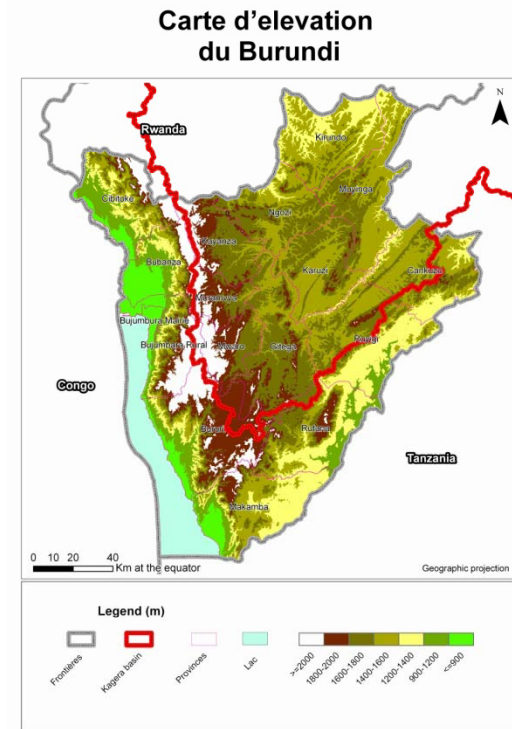 Carte d'elevation
du Burundi
N
Rwanda
Kirundo
Muyinga
Cibitoke
Ngozi
Kayanza
Bubanza
Karuzi
Cankuzo
Muramvya
Bujumbura Mairie
Bujumbura Rural
Mwaro
Gitega
Ruyigi
Congo
Bururi
Rutana
Tanzania
Makamba
0 10 20 40
Km at the equator
Geographic projection
Legend (m)
Frontières
Kagera basin
Provinces
Lac
>=2000
1800-2000
1600-1800
1400-1600
1200-1400
900-1200
<=900